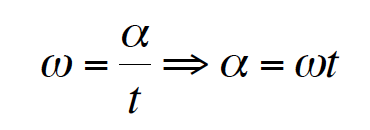 ω = α/t ⇒ α = ωt